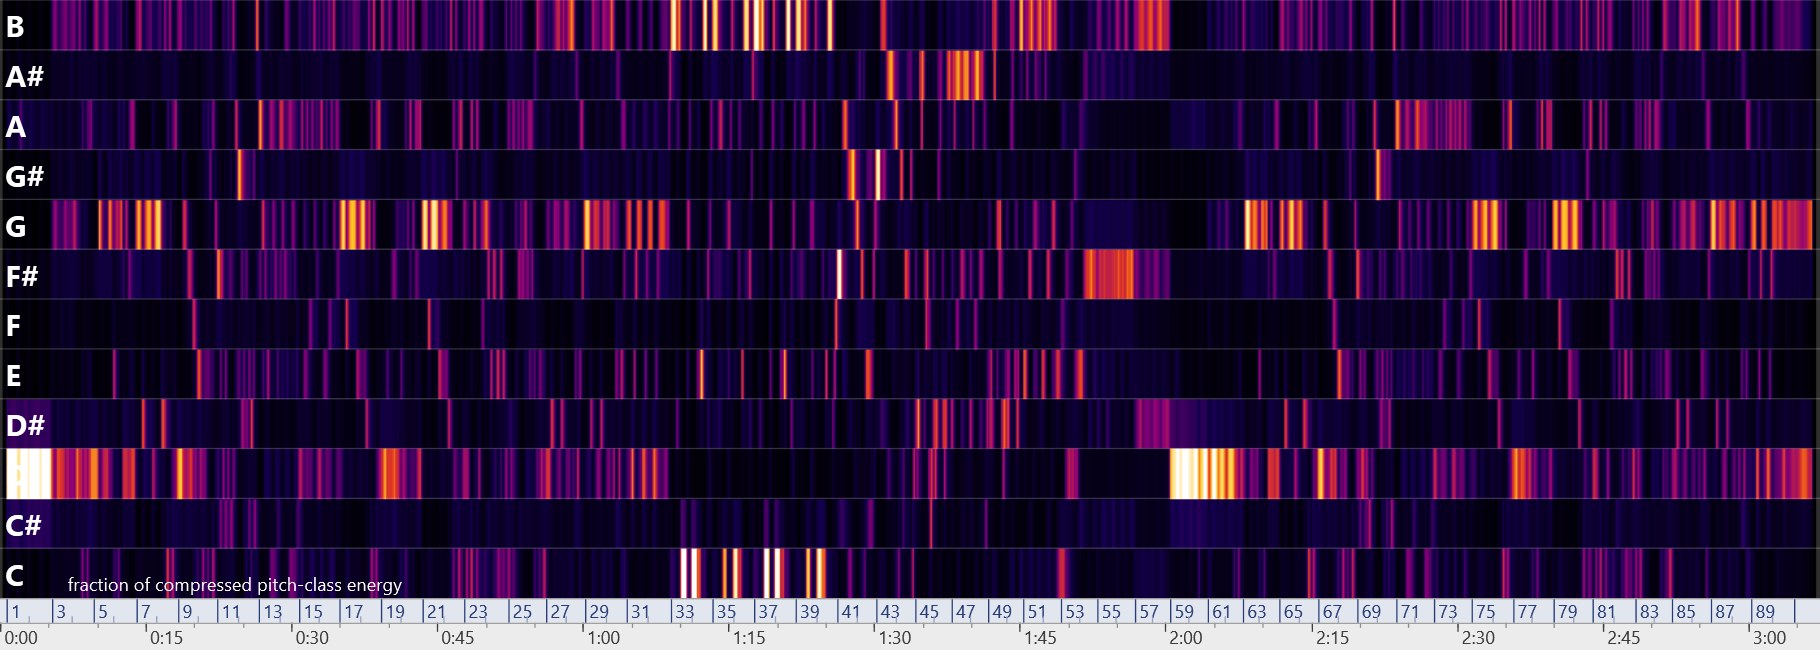 B
A#
A
G#
G
F#
F
E
D#
C#
C
fraction of compressed pitch-class energy
1 3 5 7 9 11 13 15 17 19 21 23 25 27 29 31 33 35 37 39 41 43 45 47 49 51 53 55 57 59 61 63 65 67 69 71 73 75 77 79 81 83 85 87 89
0:00 0:15 0:30 0:45 1:00 1:15 1:30 1:45 2:00 2:15 2:30 2:45 3:00